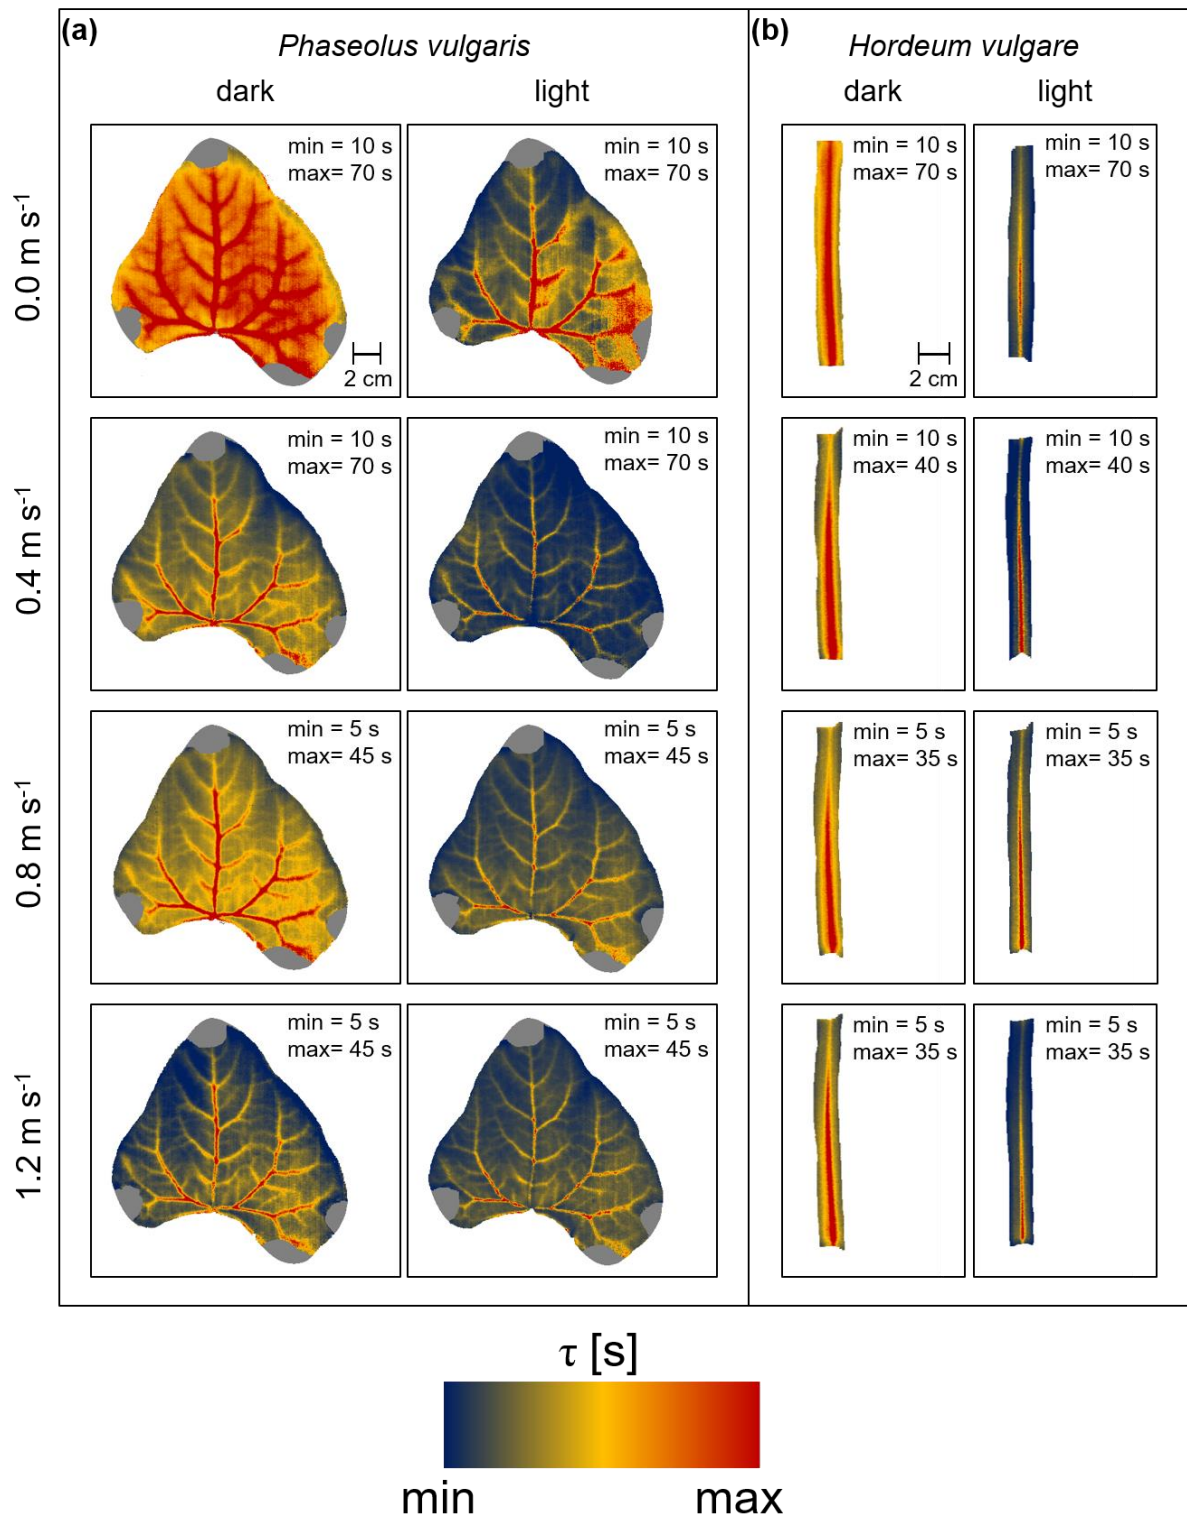 (a)
Phaseolus vulgaris
dark
light
(b)
Hordeum vulgare
dark
light
0.0 m s⁻¹
min = 10 s
max= 70 s
2 cm
min = 10 s
max= 70 s
min = 10 s
max= 70 s
2 cm
min = 10 s
max= 70 s
0.4 m s⁻¹
min = 10 s
max= 70 s
min = 10 s
max= 70 s
min = 10 s
max= 40 s
min = 10 s
max= 40 s
0.8 m s⁻¹
min = 5 s
max= 45 s
min = 5 s
max= 45 s
min = 5 s
max= 35 s
min = 5 s
max= 35 s
1.2 m s⁻¹
min = 5 s
max= 45 s
min = 5 s
max= 45 s
min = 5 s
max= 35 s
min = 5 s
max= 35 s
τ [s]
min
max